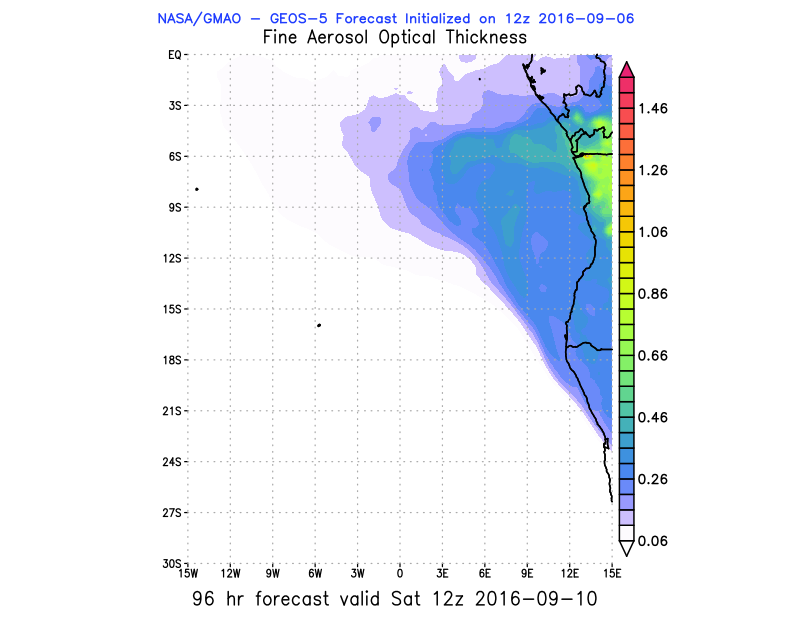 NASA/GMAO - GEOS-5 Forecast Initialized on 12z 2016-09-06
Fine Aerosol Optical Thickness
EQ
3S
6S
9S
12S
15S
18S
21S
24S
27S
30S
15W 12W 9W 6W 3W 0 3E 6E 9E 12E 15E
1.46
1.26
1.06
0.86
0.66
0.46
0.26
0.06
96 hr forecast valid Sat 12z 2016-09-10